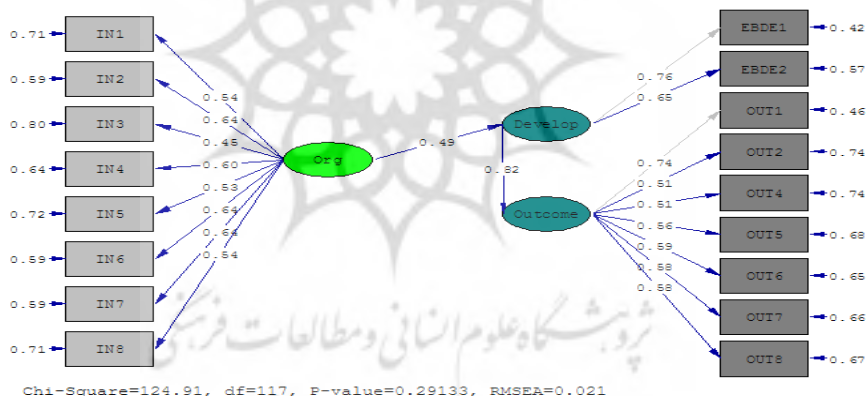 0.71 IN1
0.59 IN2
0.80 IN3
0.64 IN4
0.72 IN5
0.59 IN6
0.59 IN7
0.71 IN8
0.54
0.64
0.45
0.60
0.53
0.64
0.64
0.54
Org
0.49
Develop
0.82
Outcome
0.76
0.65
0.74
0.51
0.51
0.56
0.59
0.58
0.58
EBDE1 0.42
EBDE2 0.57
OUT1 0.46
OUT2 0.74
OUT4 0.74
OUT5 0.68
OUT6 0.65
OUT7 0.66
OUT8 0.67
پژوهشگاه علوم انسانی و مطالعات فرهنگی
Chi-Square=124.91, df=117, P-value=0.29133, RMSEA=0.021